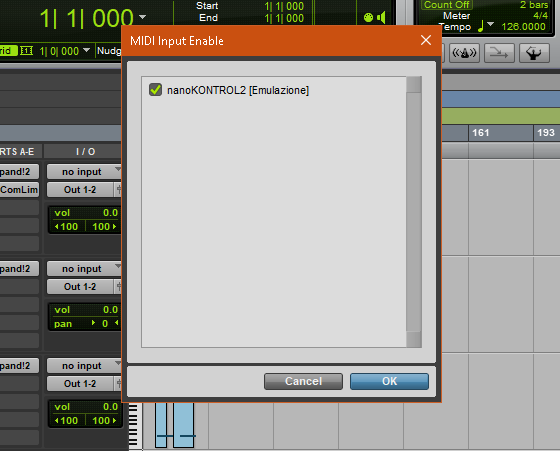 1| 1| 000
Start
End
1| 1| 000
1| 1| 000
Count Off
2 bars
Meter
4/4
Tempo
126.0000
rid
1| 0| 000
Nudg
MIDI Input Enable
nanoKONTROL2 [Emulazione]
161
193
RTS A-E
I / O
pand!2
no input
ComLim
Out 1-2
vol 0.0
100 100
pand!2
no input
Out 1-2
vol 0.0
pan 0
pand!2
no input
Out 1-2
vol 0.0
100 100
Cancel
OK